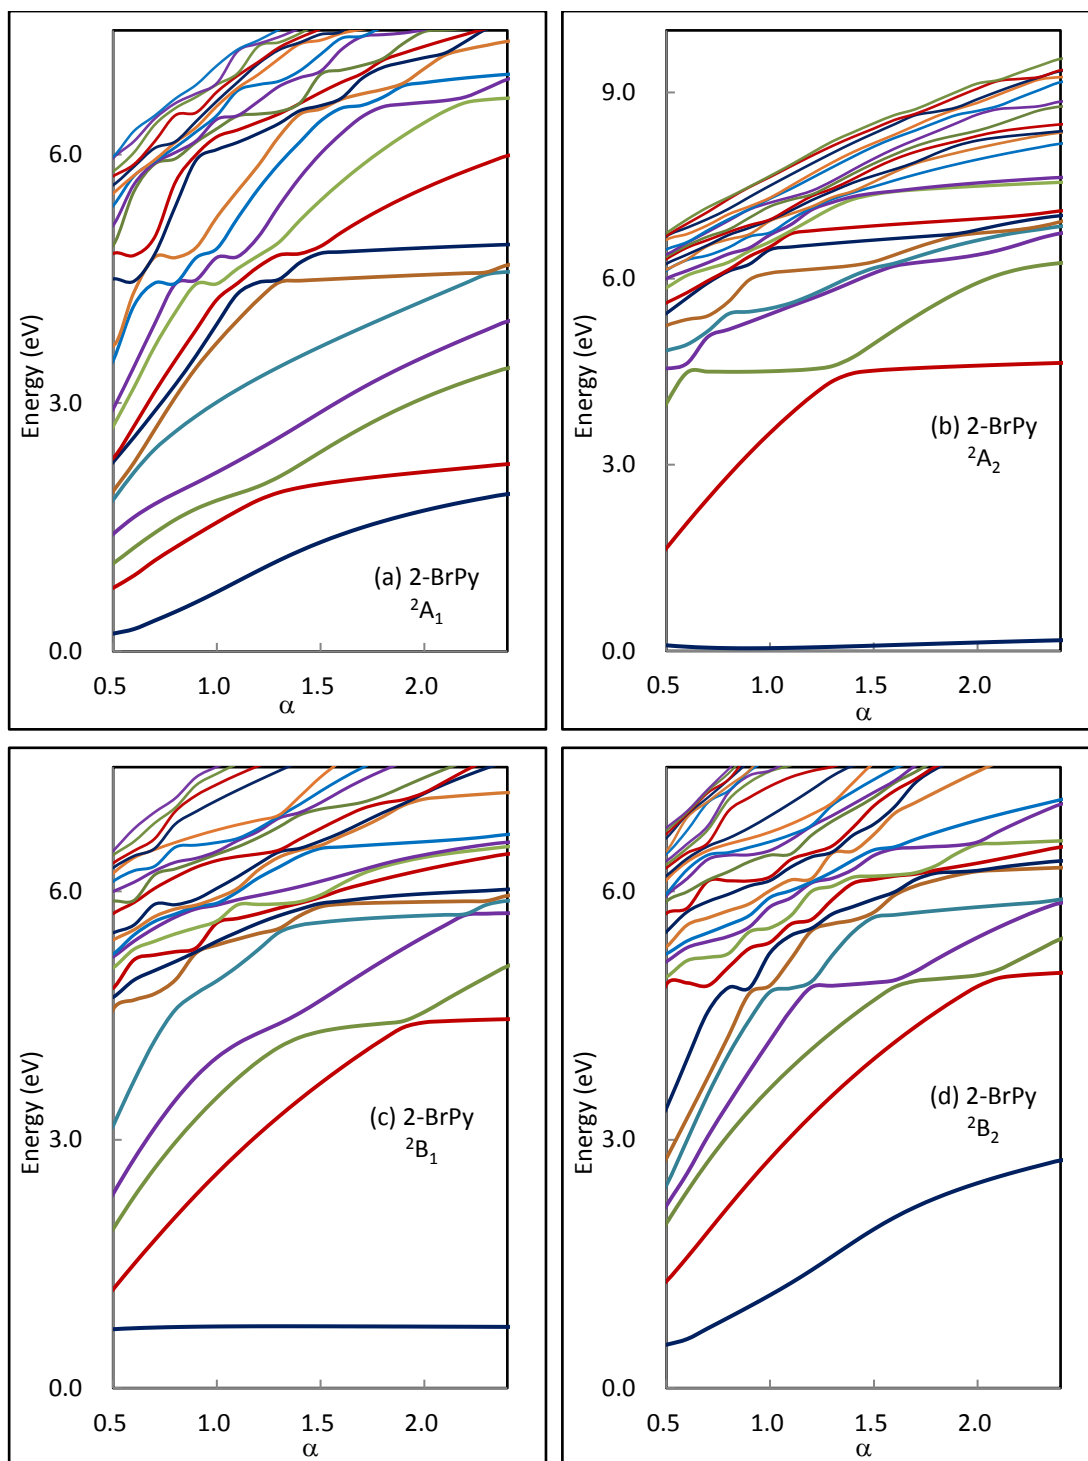 6.0
3.0
0.0
Energy (eV)
(a) 2-BrPy
²A₁
0.5
1.0
1.5
2.0
α
9.0
6.0
3.0
0.0
Energy (eV)
(b) 2-BrPy
²A₂
0.5
1.0
1.5
2.0
α
6.0
3.0
0.0
Energy (eV)
(c) 2-BrPy
²B₁
0.5
1.0
1.5
2.0
α
6.0
3.0
0.0
Energy (eV)
(d) 2-BrPy
²B₂
0.5
1.0
1.5
2.0
α